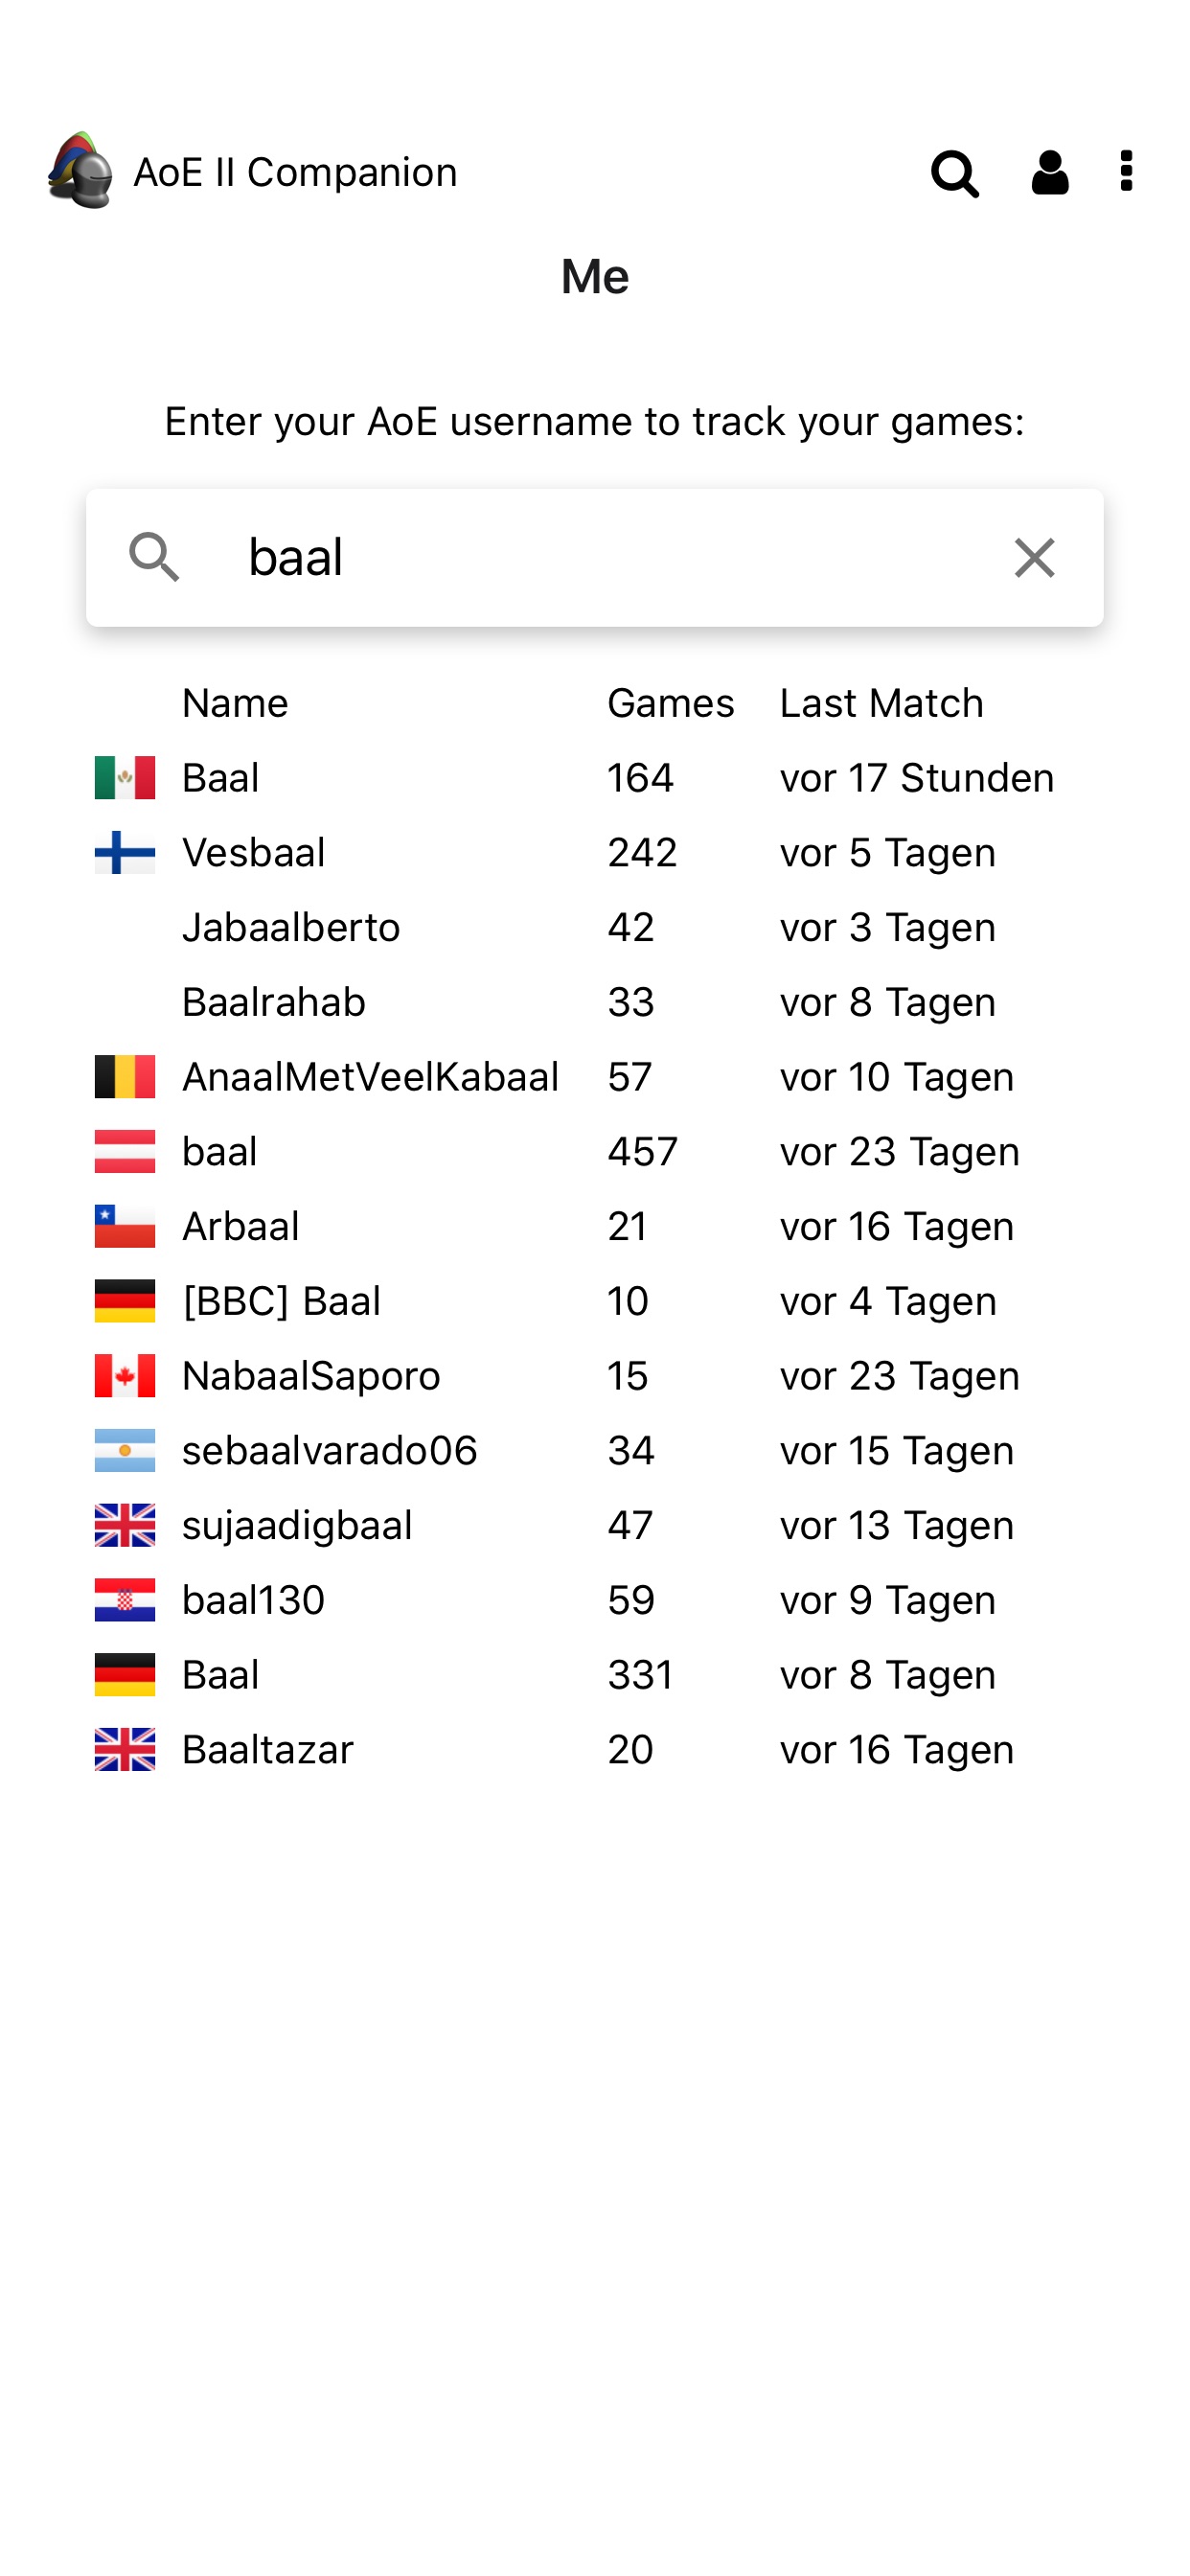 AoE II Companion
Me
Enter your AoE username to track your games:
baal
Name Games Last Match
Baal 164 vor 17 Stunden
Vesbaal 242 vor 5 Tagen
Jabaalberto 42 vor 3 Tagen
Baalrahab 33 vor 8 Tagen
AnaalMetVeelKabaal 57 vor 10 Tagen
baal 457 vor 23 Tagen
Arbaal 21 vor 16 Tagen
[BBC] Baal 10 vor 4 Tagen
NabaalSaporo 15 vor 23 Tagen
sebaalvarado06 34 vor 15 Tagen
sujaadigbaal 47 vor 13 Tagen
baal130 59 vor 9 Tagen
Baal 331 vor 8 Tagen
Baaltazar 20 vor 16 Tagen